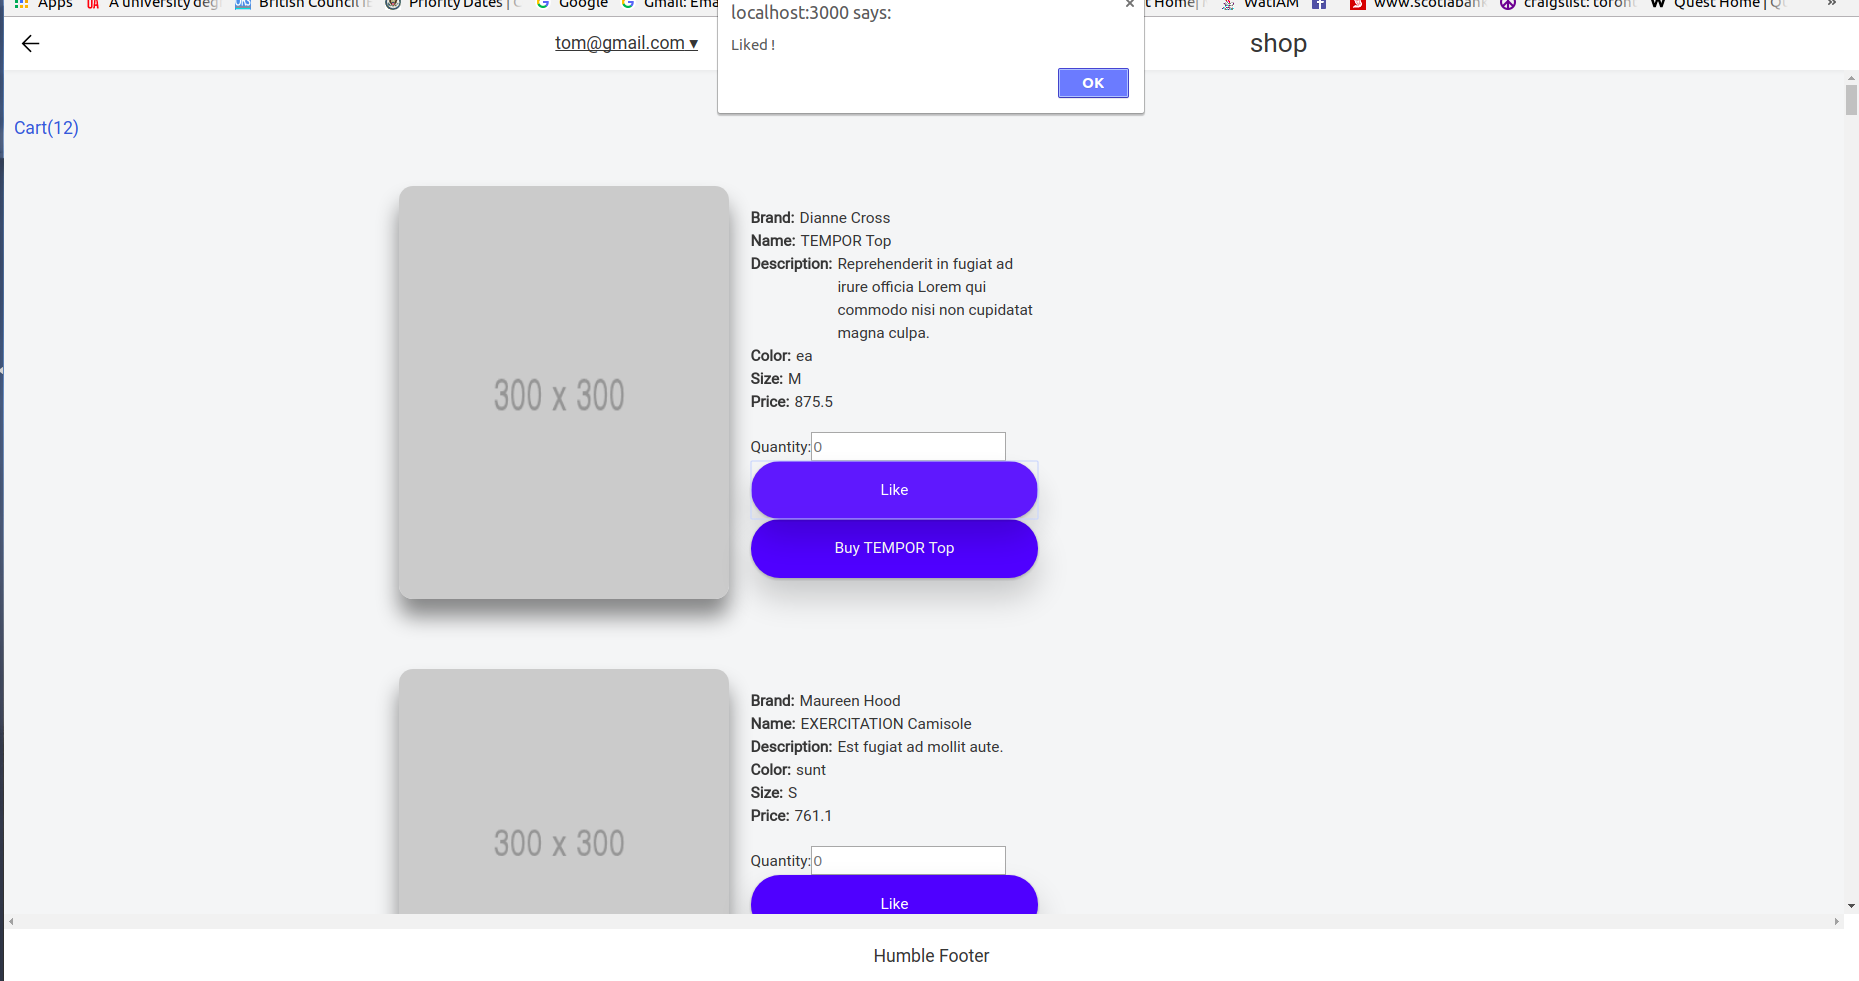 Apps A university deg British Council Priority Dates | C Google Gmail: Ema t Home| WatIAM www.scotiaban craigslist: toron Quest Home | Qu »
localhost:3000 says:
Liked !
OK
tom@gmail.com ▾
shop
Cart(12)
300 x 300
Brand: Dianne Cross
Name: TEMPOR Top
Description: Reprehenderit in fugiat ad
irure officia Lorem qui
commodo nisi non cupidatat
magna culpa.
Color: ea
Size: M
Price: 875.5
Quantity: 0
Like
Buy TEMPOR Top
300 x 300
Brand: Maureen Hood
Name: EXERCITATION Camisole
Description: Est fugiat ad mollit aute.
Color: sunt
Size: S
Price: 761.1
Quantity: 0
Like
Humble Footer